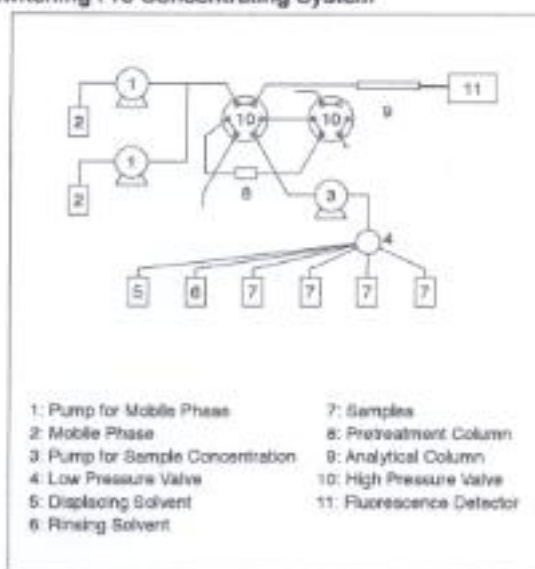 1
11
2
10
10
9
1
2
8
3
4
5
6
7
7
7
7
1: Pump for Mobile Phase
2: Mobile Phase
3 Pump for Sample Concentration
4: Low Pressure Valve
5: Displacing Solvent
6 Rinsing Solvent
7: Samples
8: Pretreatment Column
9: Analytical Column
10: High Pressure Valve
11: Fluorescence Detector